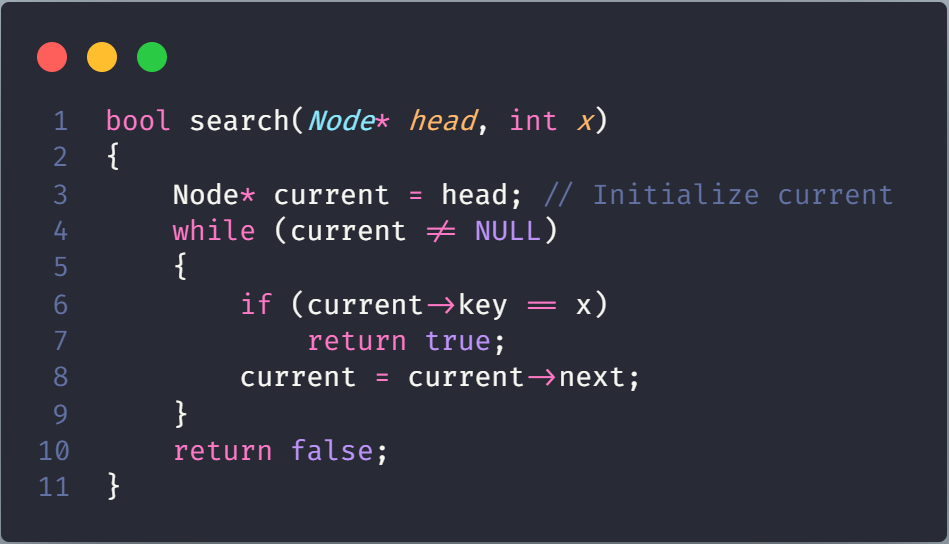 1 bool search(Node* head, int x)
2 {
3     Node* current = head; // Initialize current
4     while (current != NULL)
5     {
6         if (current->key == x)
7             return true;
8         current = current->next;
9     }
10     return false;
11 }